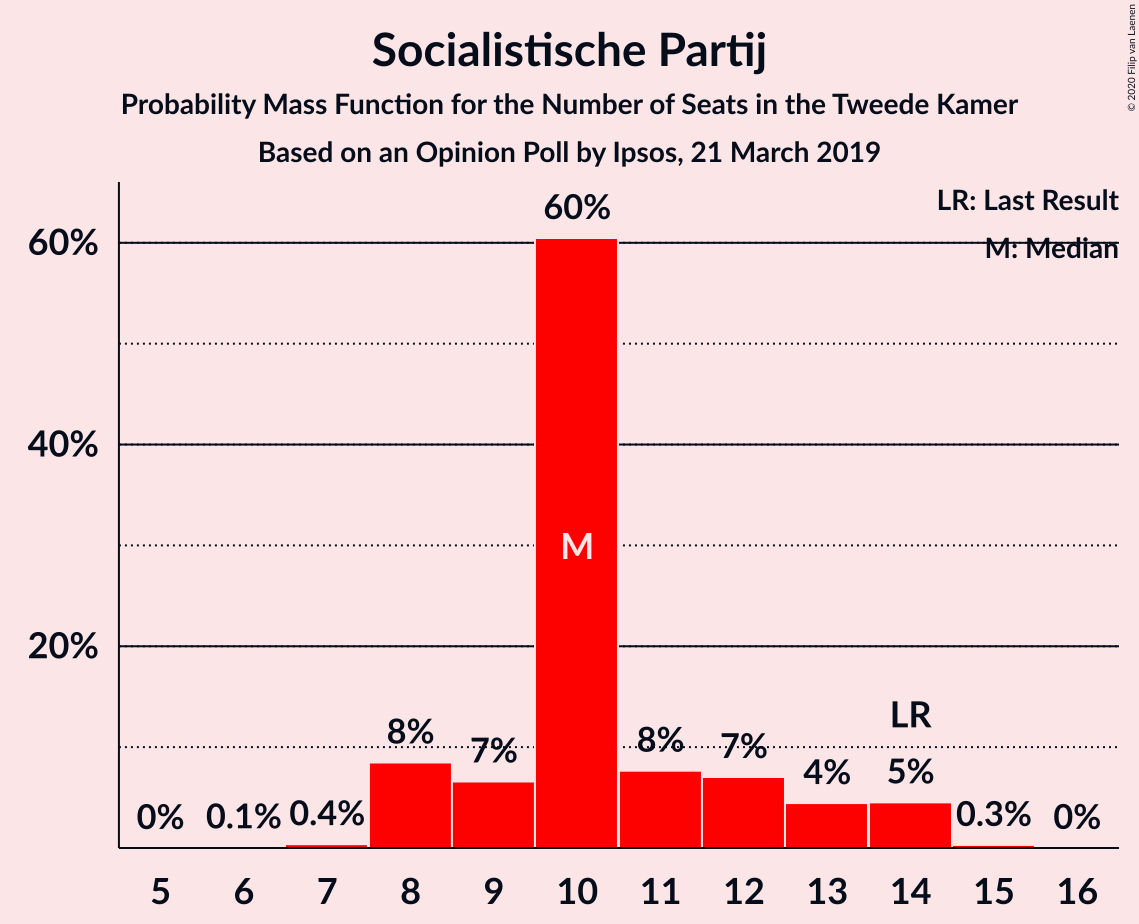 Socialistische Partij
Probability Mass Function for the Number of Seats in the Tweede Kamer
Based on an Opinion Poll by Ipsos, 21 March 2019
© 2020 Filip van Laenen
LR: Last Result
M: Median
60%
40%
20%
0% 0.1% 0.4% 8% 7% 60% 8% 7% 4% 5% 0.3% 0%
M
LR
5 6 7 8 9 10 11 12 13 14 15 16